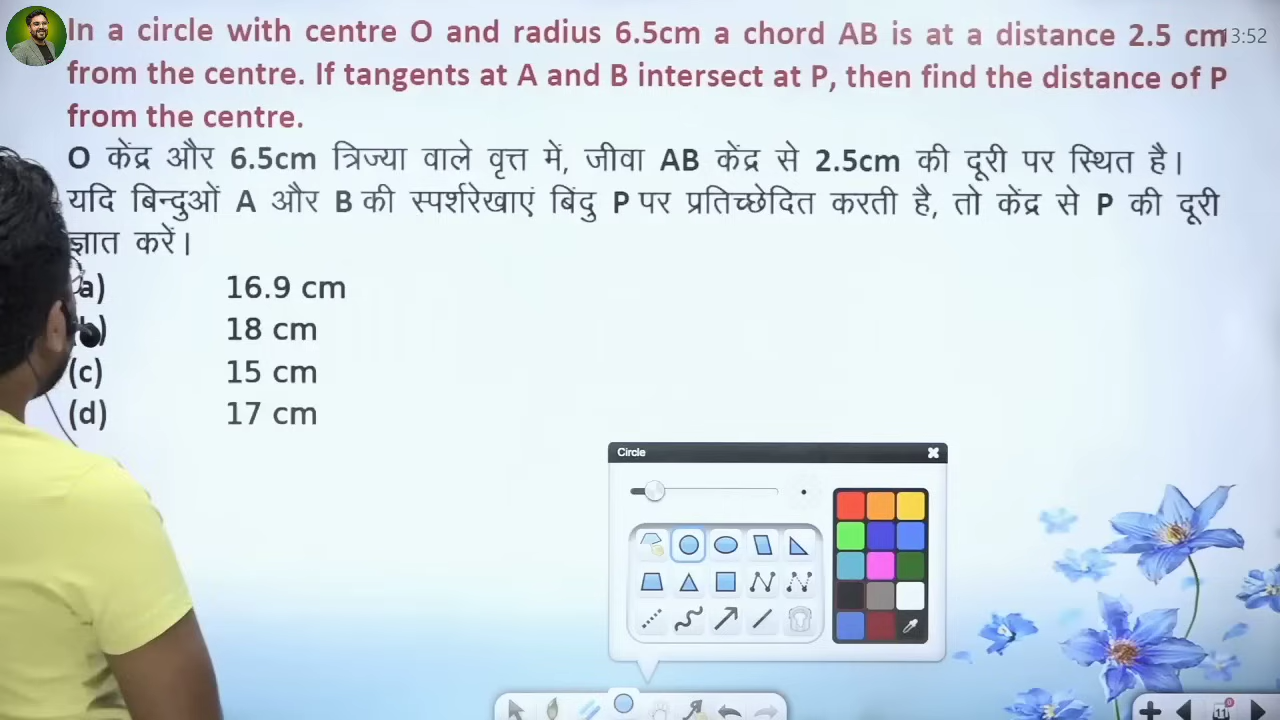 In a circle with centre O and radius 6.5cm a chord AB is at a distance 2.5 cm
13:52
from the centre. If tangents at A and B intersect at P, then find the distance of P
from the centre.
O केंद्र और 6.5cm त्रिज्या वाले वृत्त में, जीवा AB केंद्र से 2.5cm की दूरी पर स्थित है।
यदि बिन्दुओं A और B की स्पर्शरेखाएं बिंदु P पर प्रतिच्छेदित करती है, तो केंद्र से P की दूरी
ज्ञात करें।
a) 16.9 cm
b) 18 cm
(c) 15 cm
(d) 17 cm
Circle
11